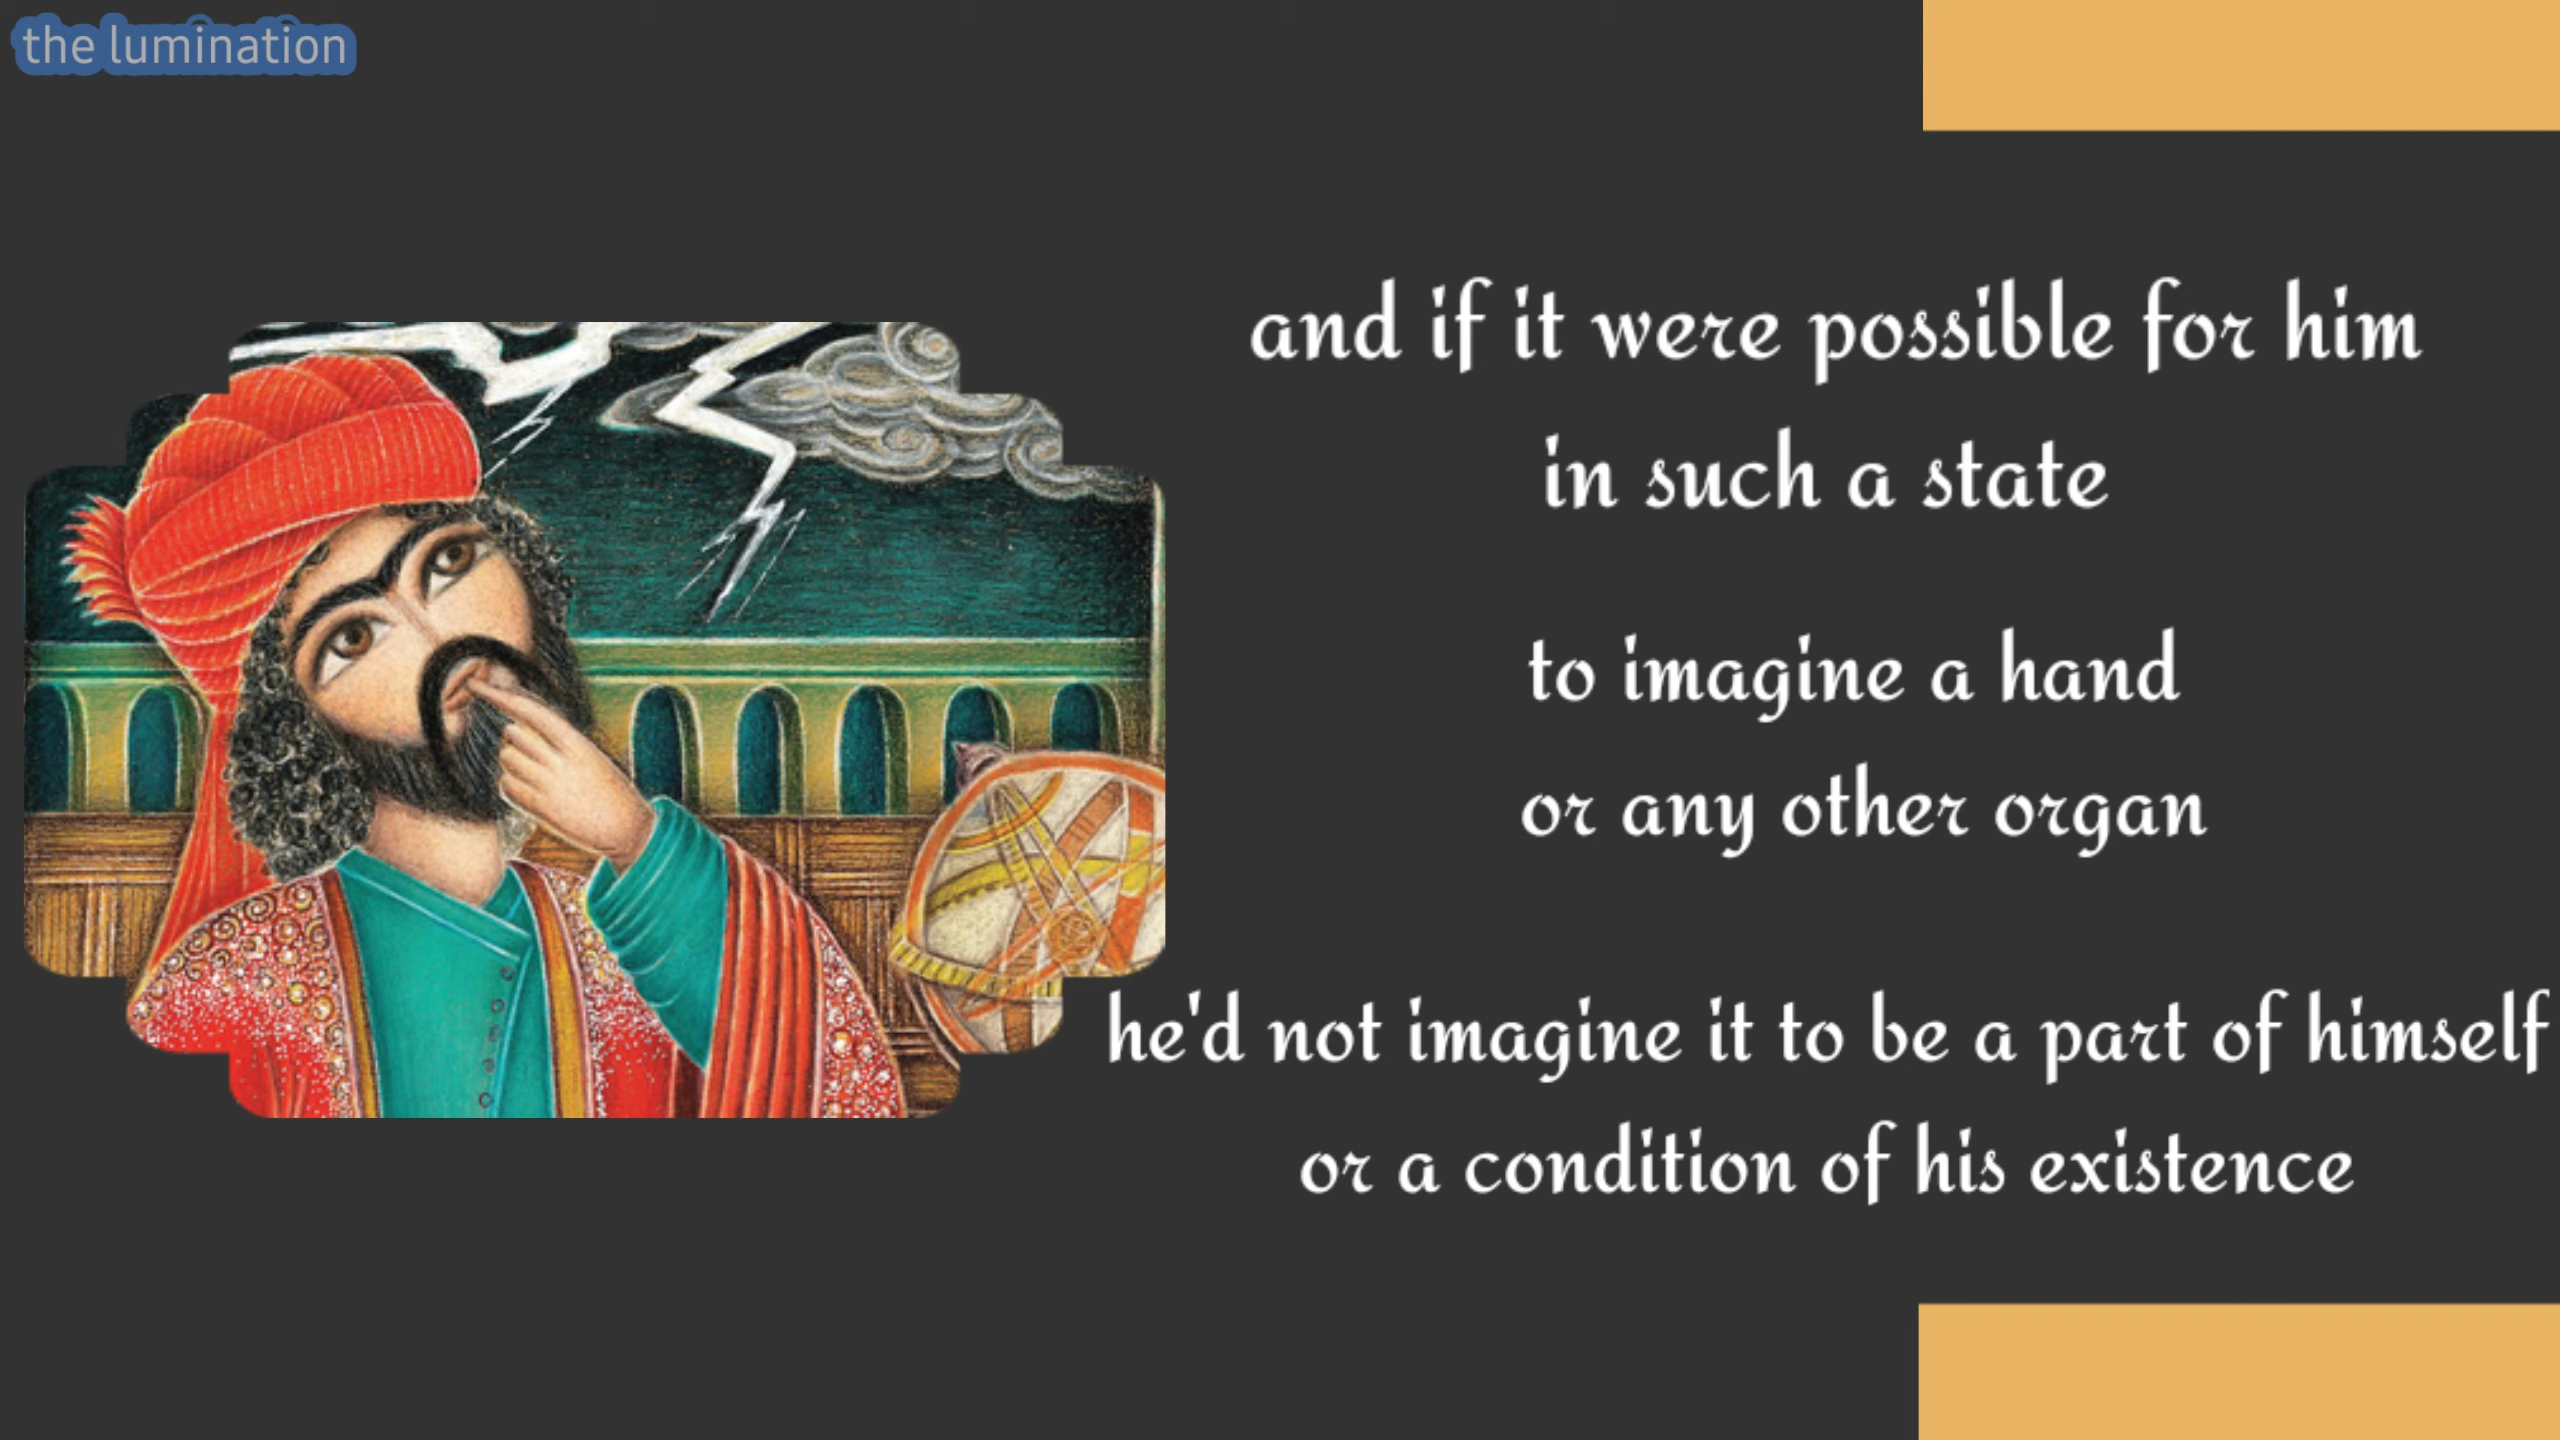 the lumination
and if it were possible for him
in such a state
to imagine a hand
or any other organ
he'd not imagine it to be a part of himself
or a condition of his existence